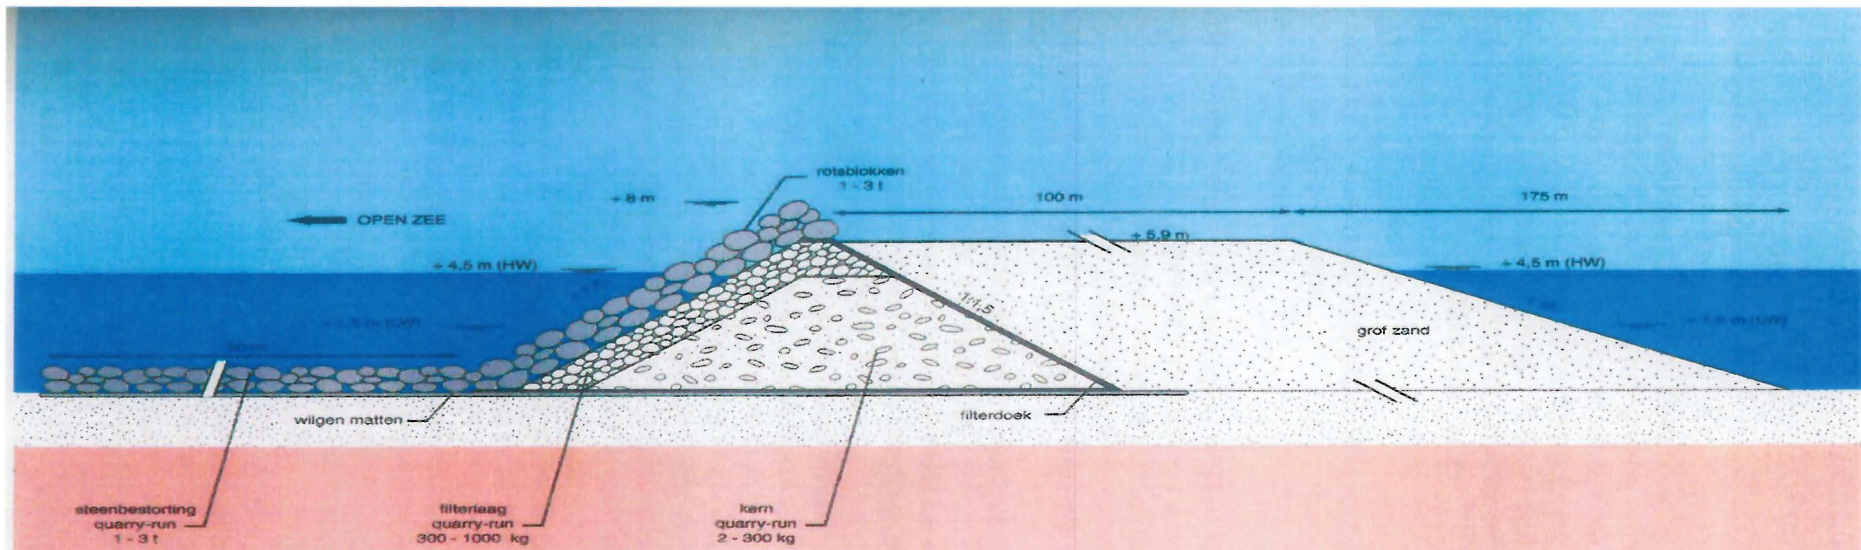 rotsblokken
1 - 3 t
+ 8 m
100 m
175 m
OPEN ZEE
+ 5,9 m
+ 4,5 m (HW)
+ 4,5 m (HW)
1:1.5
grof zand
wilgen matten
filterdoek
steenbestorting
quarry-run
1 - 3 t
filterlaag
quarry-run
300 - 1000 kg
kern
quarry-run
2 - 300 kg